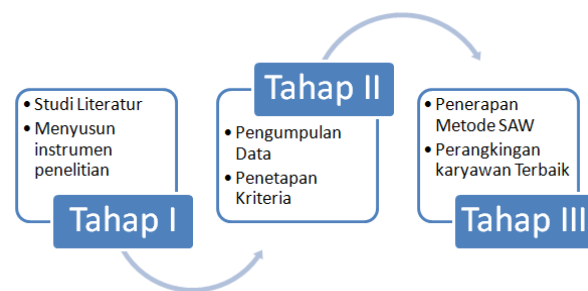 • Studi Literatur
• Menyusun
instrumen
penelitian
Tahap I
Tahap II
• Pengumpulan
Data
• Penetapan
Kriteria
• Penerapan
Metode SAW
• Perangkingan
karyawan Terbaik
Tahap III